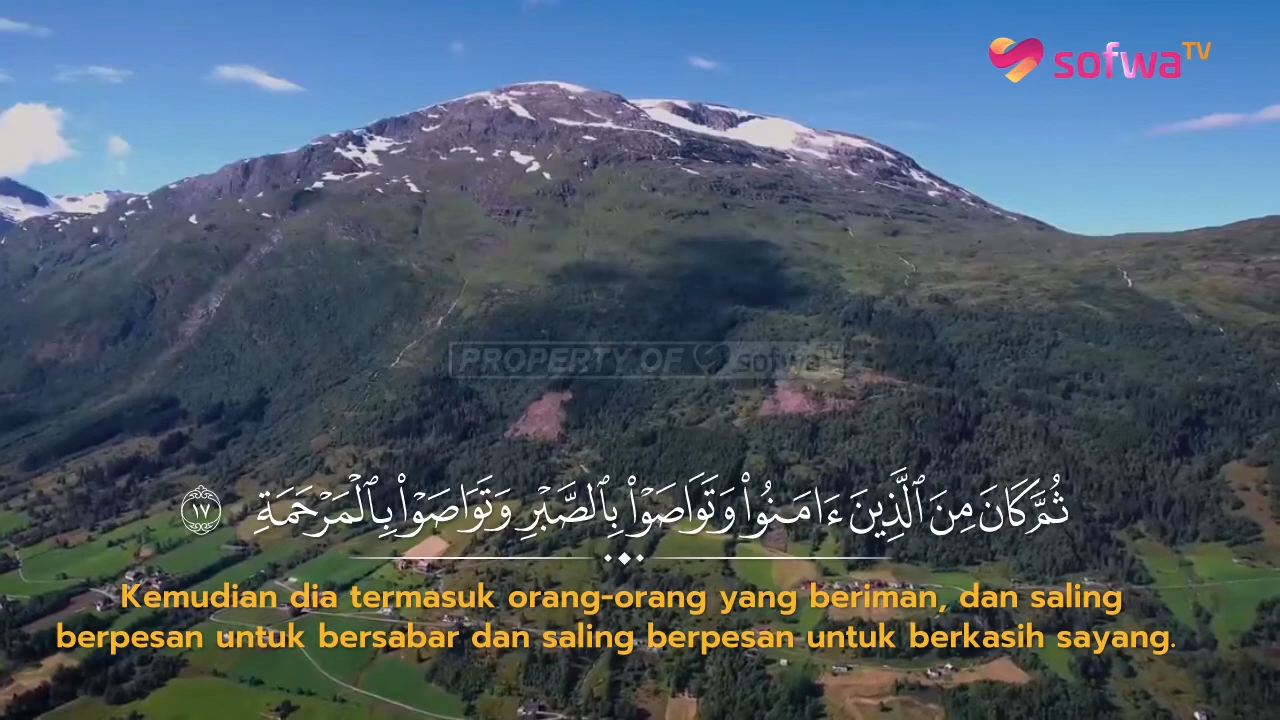 sofwa TV
PROPERTY OF sofwa
ثُمَّ كَانَ مِنَ ٱلَّذِينَ ءَامَنُوا۟ وَتَوَاصَوْا۟ بِٱلصَّبْرِ وَتَوَاصَوْا۟ بِٱلْمَرْحَمَةِ ١٧
Kemudian dia termasuk orang-orang yang beriman, dan saling
berpesan untuk bersabar dan saling berpesan untuk berkasih sayang.